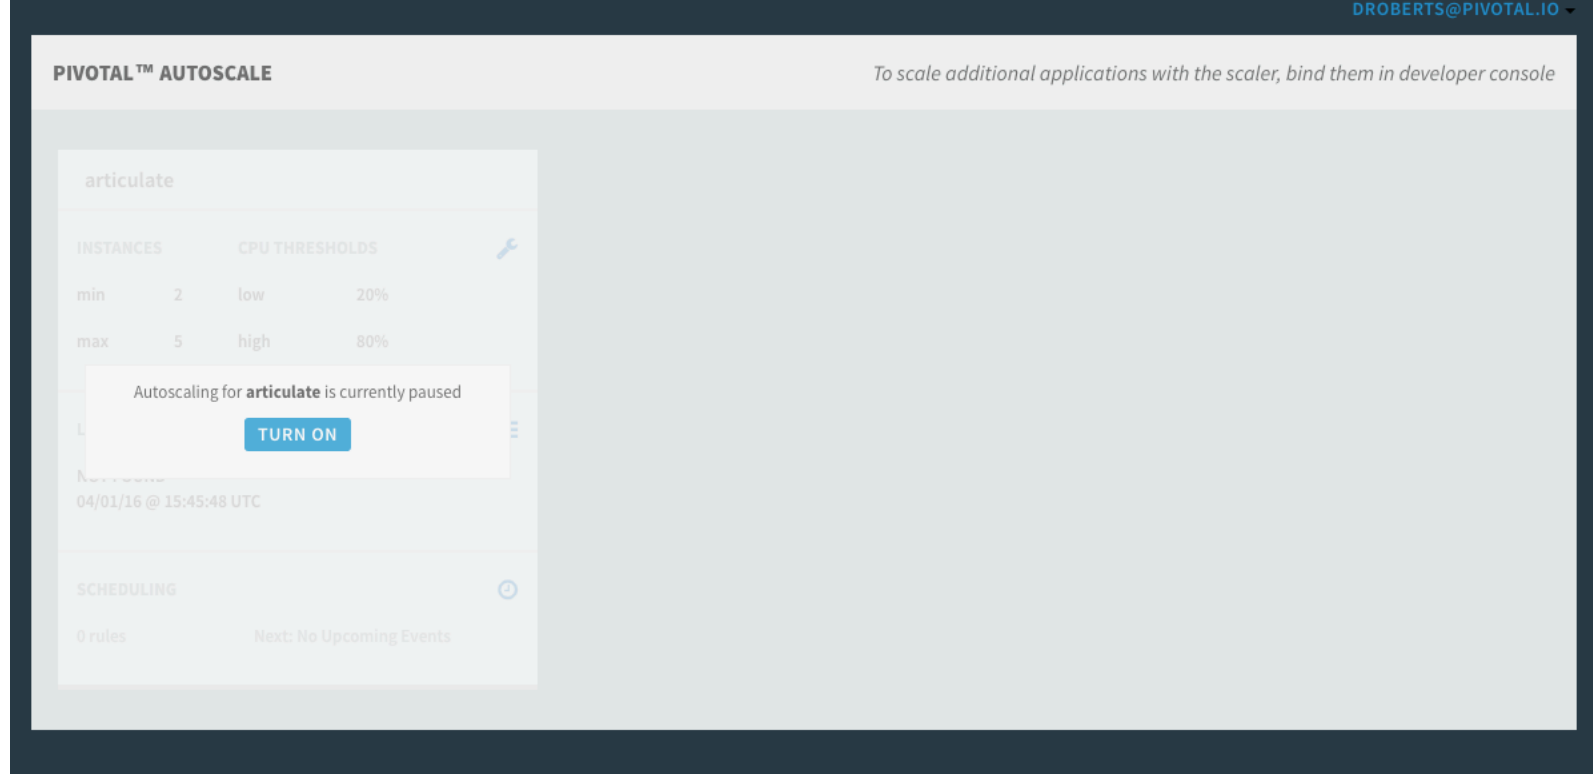 DROBERTS@PIVOTAL.IO
PIVOTAL™ AUTOSCALE
To scale additional applications with the scaler, bind them in developer console
articulate
INSTANCES CPU THRESHOLDS
min 2 low 20%
max 5 high 80%
Autoscaling for articulate is currently paused
TURN ON
04/01/16 @ 15:45:48 UTC
SCHEDULING
0 rules Next: No Upcoming Events